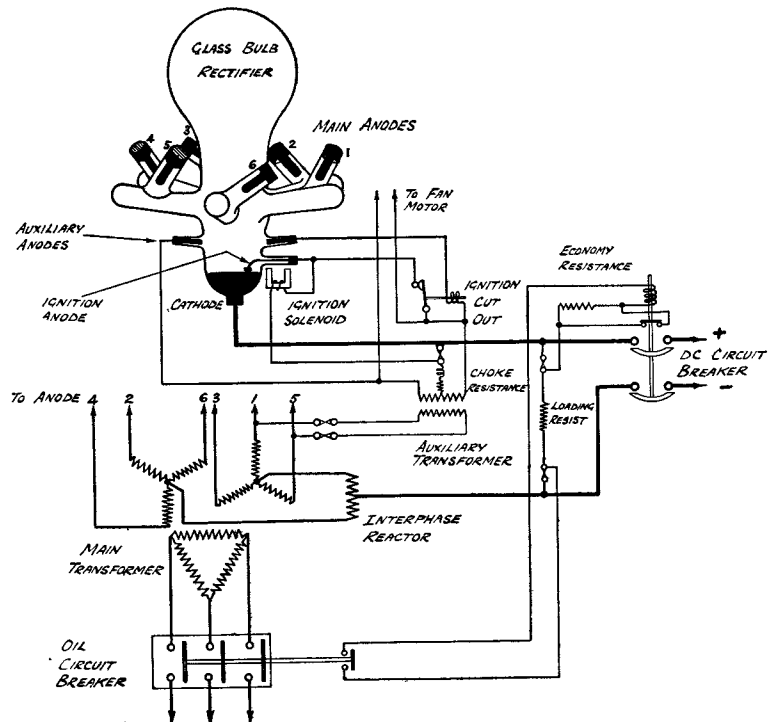 GLASS BULB
RECTIFIER
MAIN ANODES
4
5
3
6
2
1
TO FAN
MOTOR
AUXILIARY
ANODES
IGNITION
ANODE
CATHODE
IGNITION
SOLENOID
IGNITION
CUT
OUT
ECONOMY
RESISTANCE
+
DC CIRCUIT
BREAKER
-
CHOKE
RESISTANCE
LOADING
RESIST
TO ANODE 4 2 6 3 1 5
AUXILIARY
TRANSFORMER
INTERPHASE
REACTOR
MAIN
TRANSFORMER
OIL
CIRCUIT
BREAKER